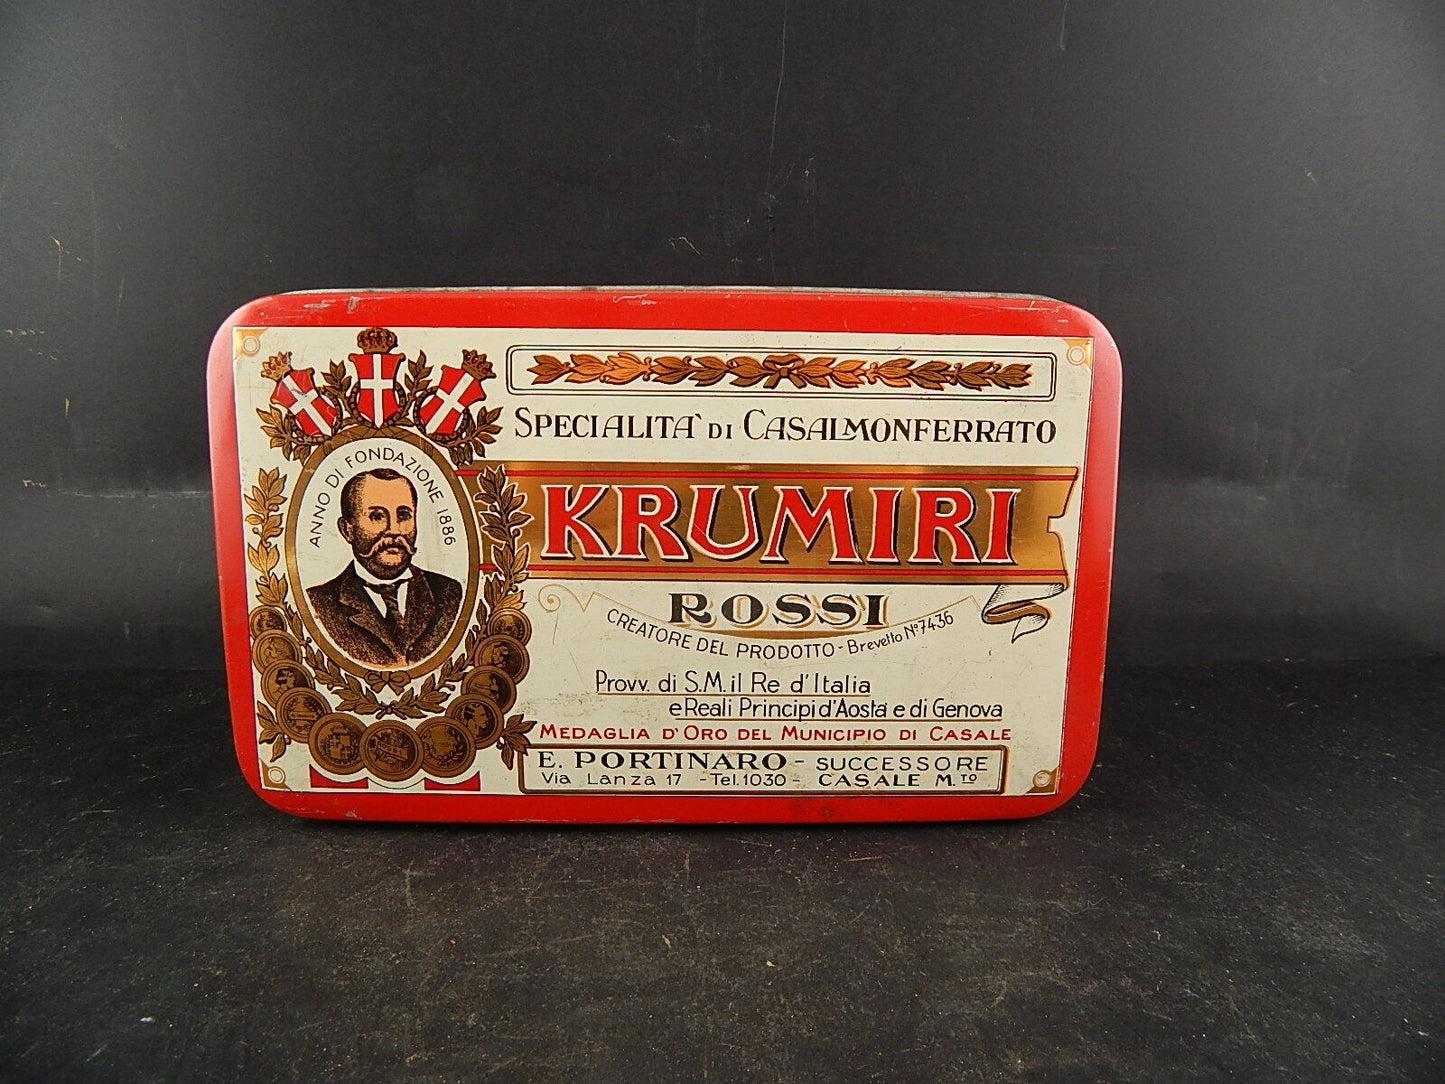 ANNO DI FONDAZIONE 1886
SPECIALITA' DI CASALMONFERRATO
KRUMIRI
ROSSI
CREATORE DEL PRODOTTO - Brevetto N° 7436
Provv. di S.M. il Re d'Italia
e Reali Principi d'Aosta e di Genova
MEDAGLIA D'ORO DEL MUNICIPIO DI CASALE
E. PORTINARO - SUCCESSORE
Via Lanza 17 - Tel. 1030 - CASALE M.TO